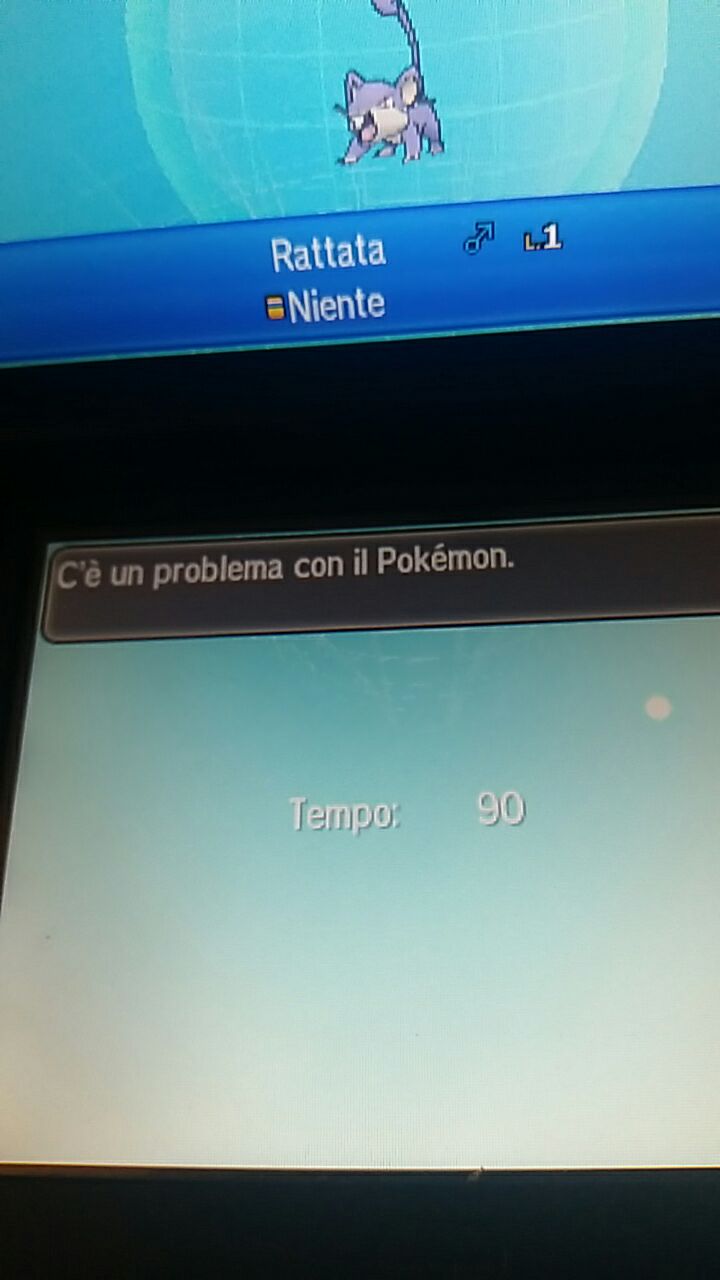 Rattata ♂ L.1
Niente
C'è un problema con il Pokémon.
Tempo: 90